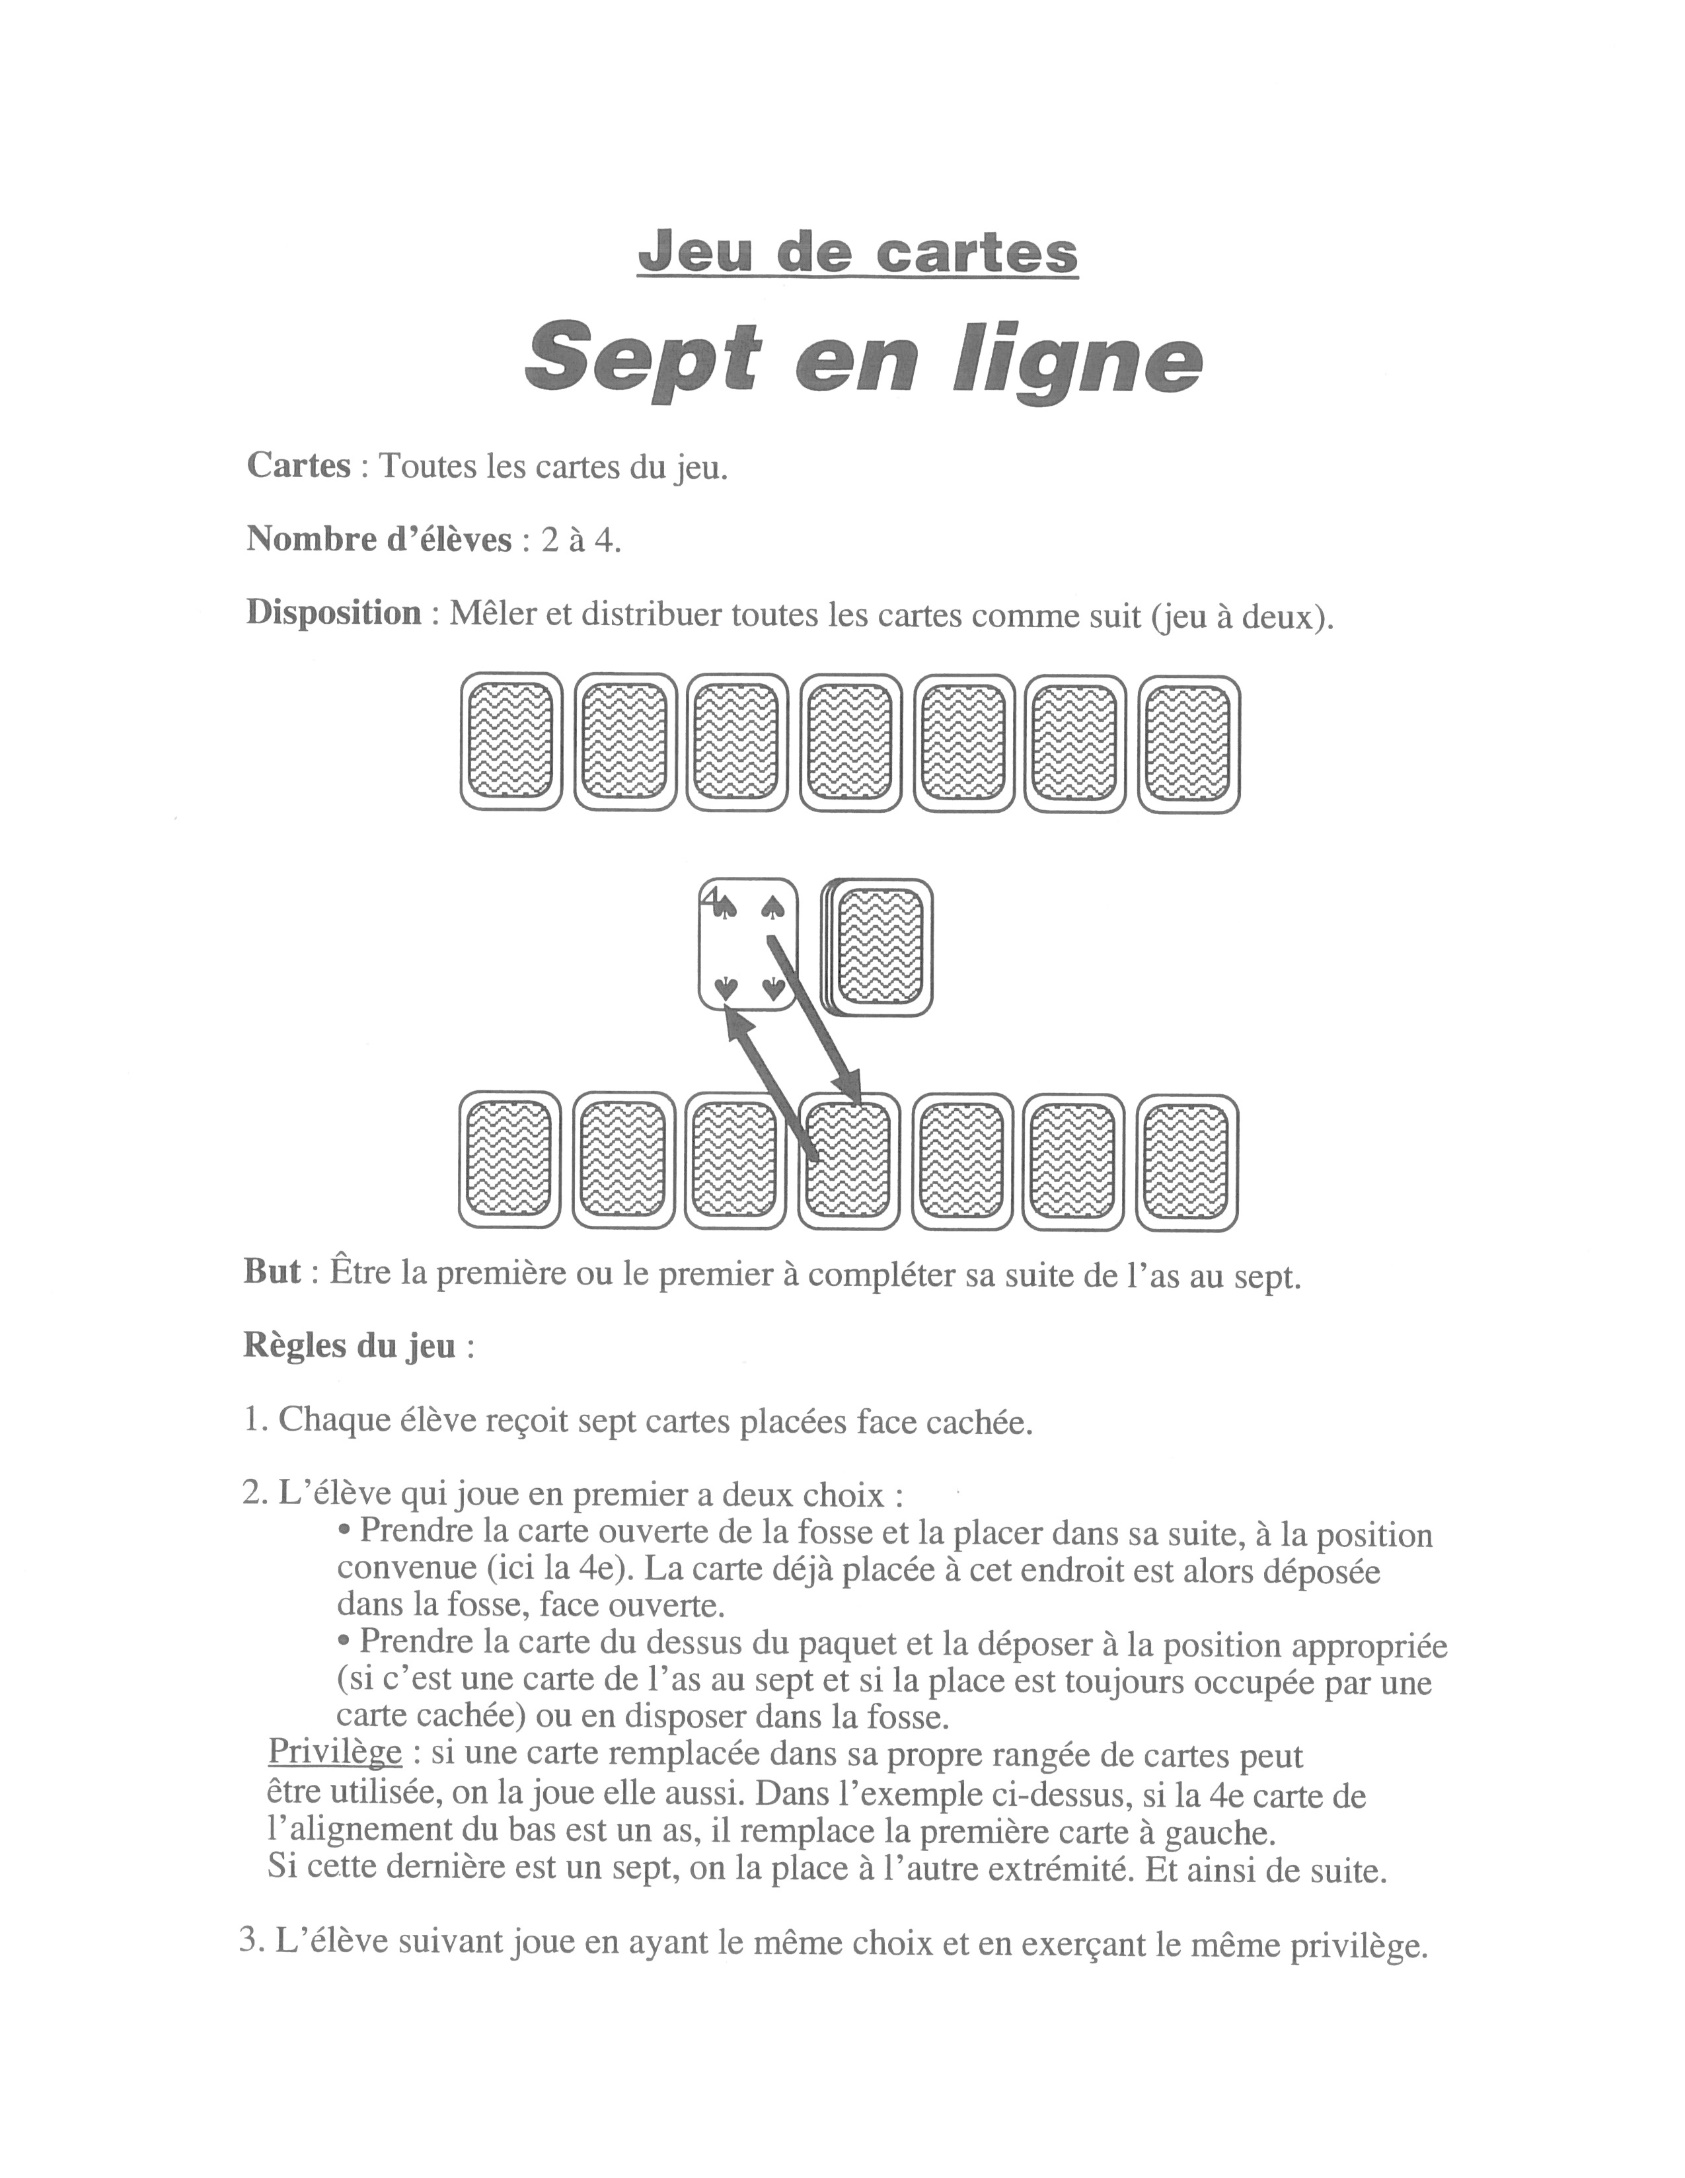 Jeu de cartes
Sept en ligne
Cartes : Toutes les cartes du jeu.
Nombre d'élèves : 2 à 4.
Disposition : Mêler et distribuer toutes les cartes comme suit (jeu à deux).
4
But : Être la première ou le premier à compléter sa suite de l'as au sept.
Règles du jeu :
1. Chaque élève reçoit sept cartes placées face cachée.
2. L'élève qui joue en premier a deux choix :
• Prendre la carte ouverte de la fosse et la placer dans sa suite, à la position
convenue (ici la 4e). La carte déjà placée à cet endroit est alors déposée
dans la fosse, face ouverte.
• Prendre la carte du dessus du paquet et la déposer à la position appropriée
(si c'est une carte de l'as au sept et si la place est toujours occupée par une
carte cachée) ou en disposer dans la fosse.
Privilège : si une carte remplacée dans sa propre rangée de cartes peut
être utilisée, on la joue elle aussi. Dans l'exemple ci-dessus, si la 4e carte de
l'alignement du bas est un as, il remplace la première carte à gauche.
Si cette dernière est un sept, on la place à l'autre extrémité. Et ainsi de suite.
3. L'élève suivant joue en ayant le même choix et en exerçant le même privilège.